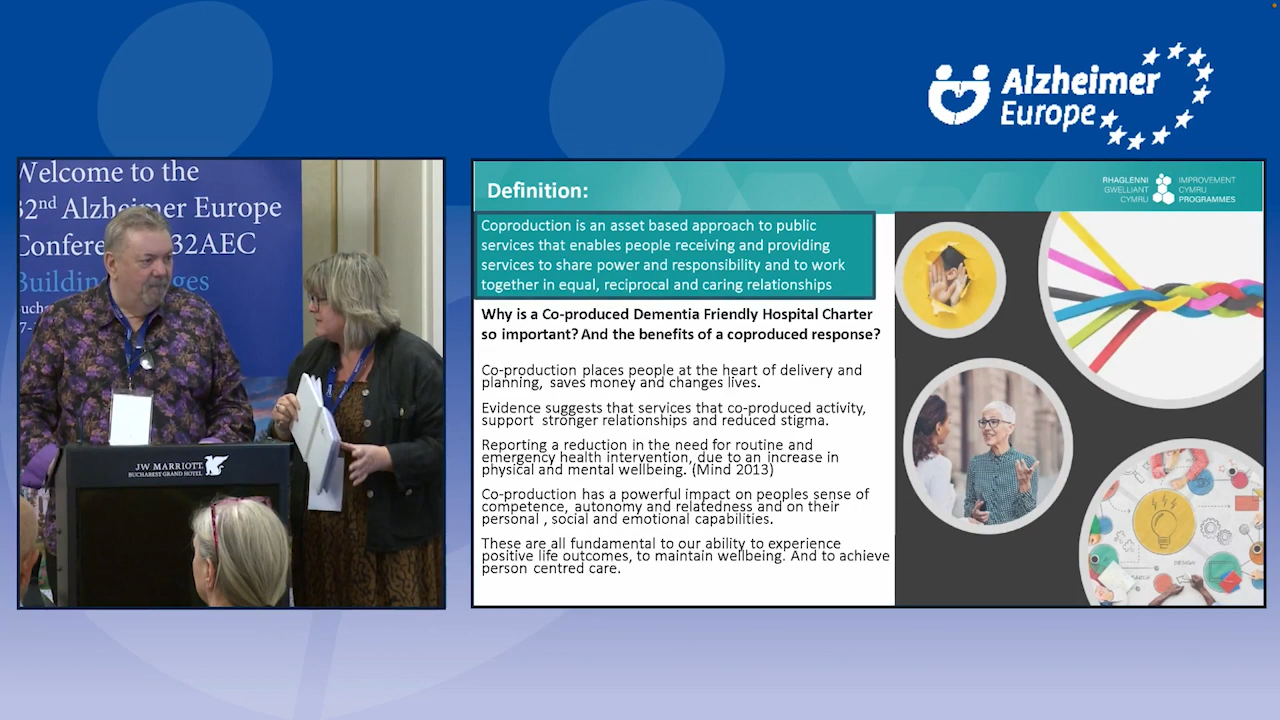 Alzheimer
Europe
Welcome to the
32nd Alzheimer Europe
32AEC
Building
JW MARRIOTT
BUCHAREST GRAND HOTEL
Definition:
RHAGLENNI
GWELLIANT
CYMRU
IMPROVEMENT
CYMRU
PROGRAMMES
Coproduction is an asset based approach to public
services that enables people receiving and providing
services to share power and responsibility and to work
together in equal, reciprocal and caring relationships
Why is a Co-produced Dementia Friendly Hospital Charter
so important? And the benefits of a coproduced response?
Co-production places people at the heart of delivery and
planning, saves money and changes lives.
Evidence suggests that services that co-produced activity,
support stronger relationships and reduced stigma.
Reporting a reduction in the need for routine and
emergency health intervention, due to an increase in
physical and mental wellbeing. (Mind 2013)
Co-production has a powerful impact on peoples sense of
competence, autonomy and relatedness and on their
personal , social and emotional capabilities.
These are all fundamental to our ability to experience
positive life outcomes, to maintain wellbeing. And to achieve
person centred care.
DESIGN